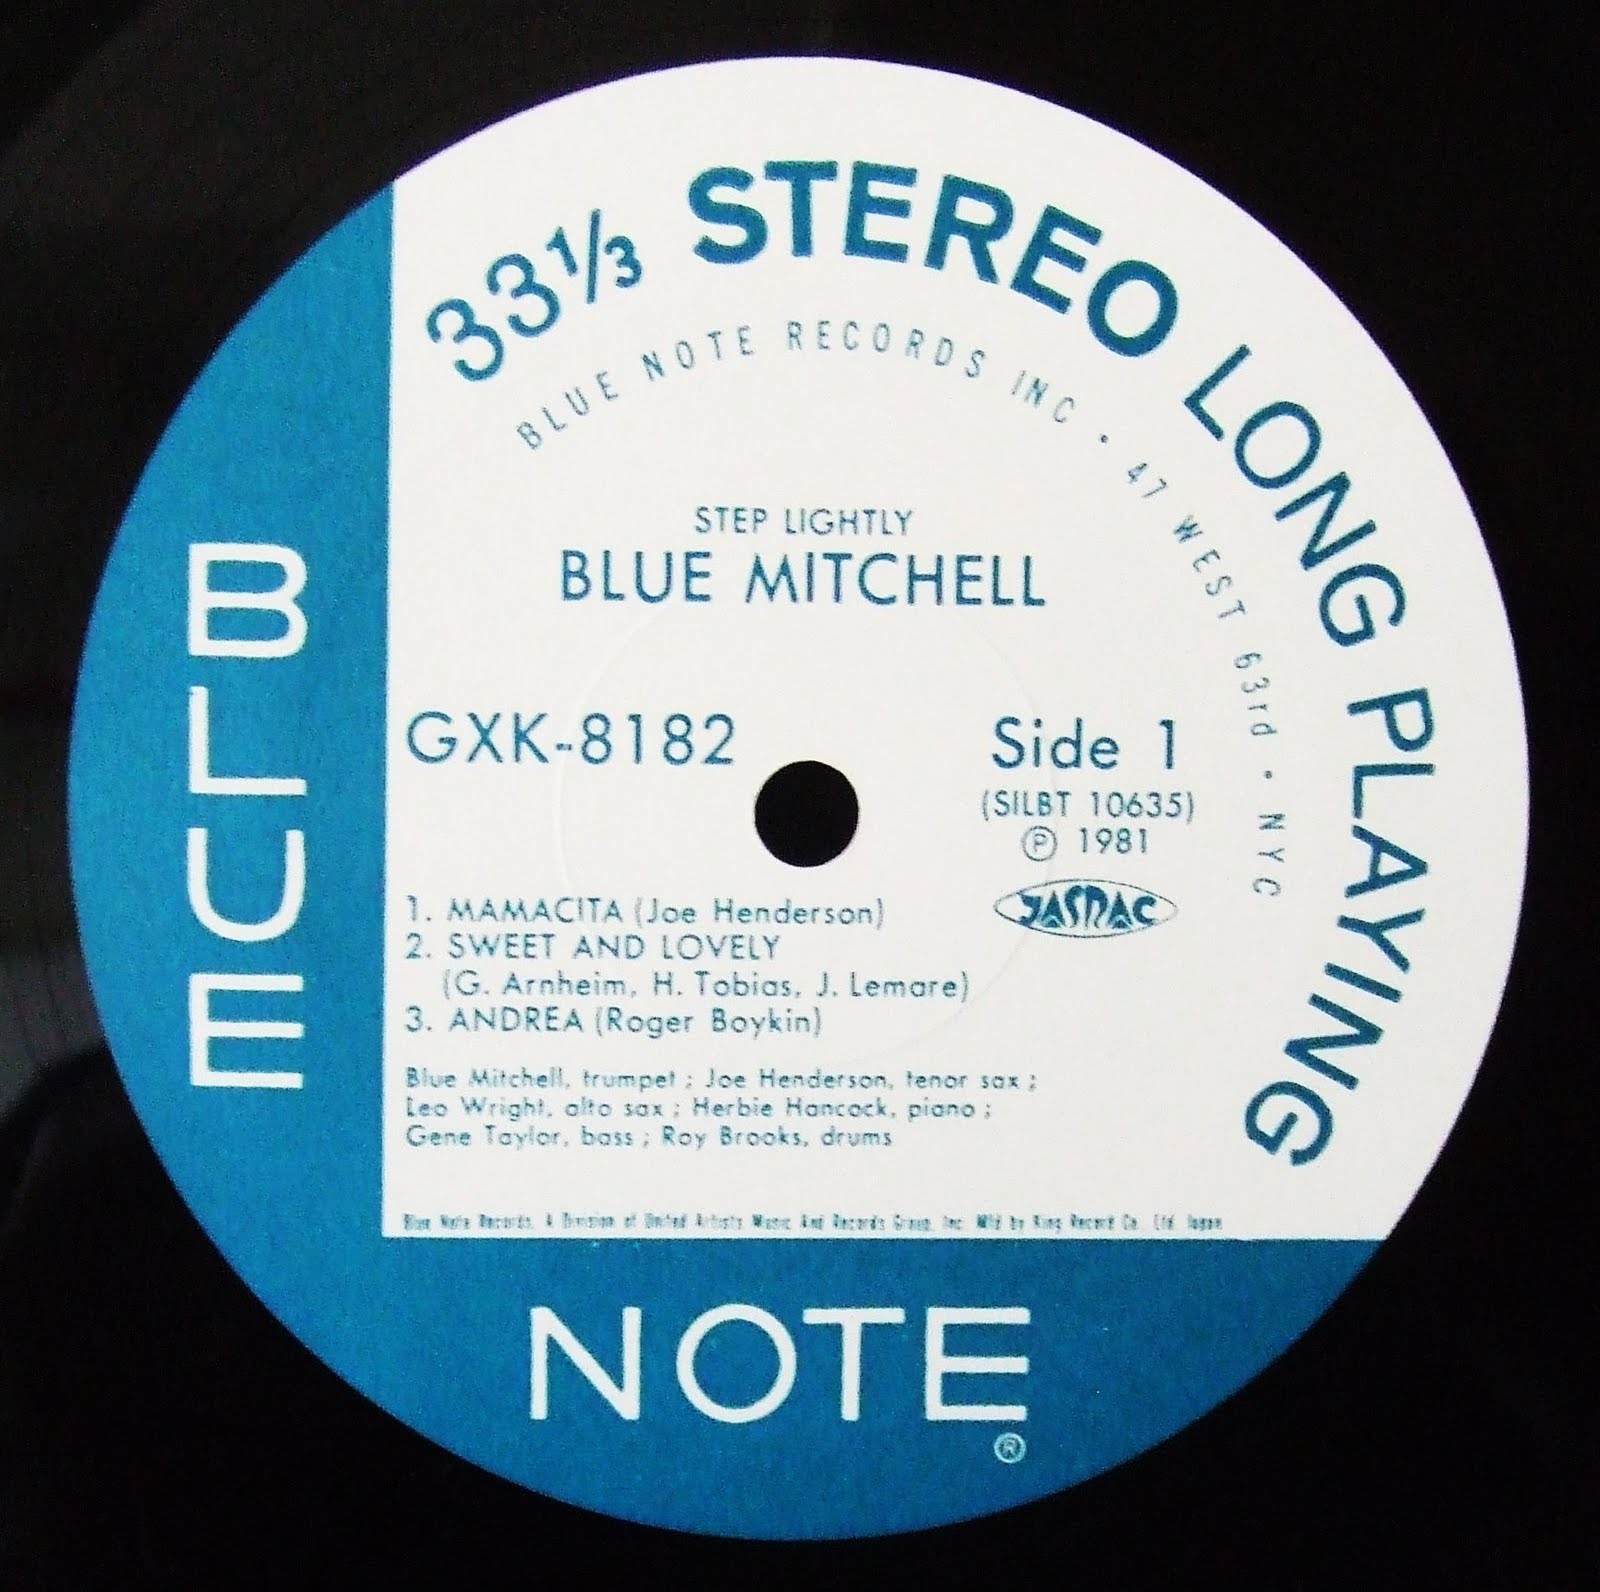 33 1/3 STEREO LONG PLAYING
BLUE NOTE RECORDS INC • 47 WEST 63rd • NYC
STEP LIGHTLY
BLUE MITCHELL
GXK-8182
Side 1
(SILBT 10635)
Ⓟ 1981
JASRAC
1. MAMACITA (Joe Henderson)
2. SWEET AND LOVELY
(G. Arnheim, H. Tobias, J. Lemare)
3. ANDREA (Roger Boykin)
Blue Mitchell, trumpet ; Joe Henderson, tenor sax ;
Leo Wright, alto sax ; Herbie Hancock, piano ;
Gene Taylor, bass ; Roy Brooks, drums
Blue Note Records, A Division of United Artists Music And Records Group, Inc. Mfd by King Record Co. Ltd. Japan
BLUE
NOTE
®